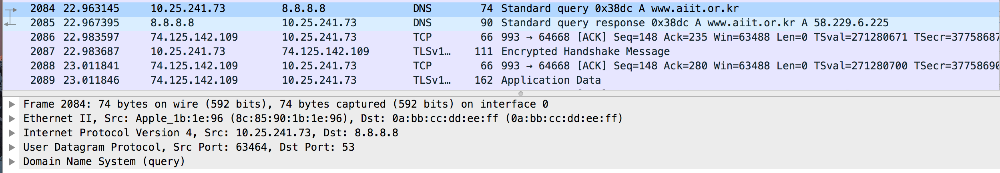 2084 22.963145 10.25.241.73 8.8.8.8 DNS 74 Standard query 0x38dc A www.aiit.or.kr
2085 22.967395 8.8.8.8 10.25.241.73 DNS 90 Standard query response 0x38dc A www.aiit.or.kr A 58.229.6.225
2086 22.983597 74.125.142.109 10.25.241.73 TCP 66 993 → 64668 [ACK] Seq=148 Ack=235 Win=63488 Len=0 TSval=271280671 TSecr=37758687
2087 22.983687 10.25.241.73 74.125.142.109 TLSv1… 111 Encrypted Handshake Message
2088 23.011841 74.125.142.109 10.25.241.73 TCP 66 993 → 64668 [ACK] Seq=148 Ack=280 Win=63488 Len=0 TSval=271280700 TSecr=37758690
2089 23.011846 74.125.142.109 10.25.241.73 TLSv1… 162 Application Data
Frame 2084: 74 bytes on wire (592 bits), 74 bytes captured (592 bits) on interface 0
Ethernet II, Src: Apple_1b:1e:96 (8c:85:90:1b:1e:96), Dst: 0a:bb:cc:dd:ee:ff (0a:bb:cc:dd:ee:ff)
Internet Protocol Version 4, Src: 10.25.241.73, Dst: 8.8.8.8
User Datagram Protocol, Src Port: 63464, Dst Port: 53
Domain Name System (query)